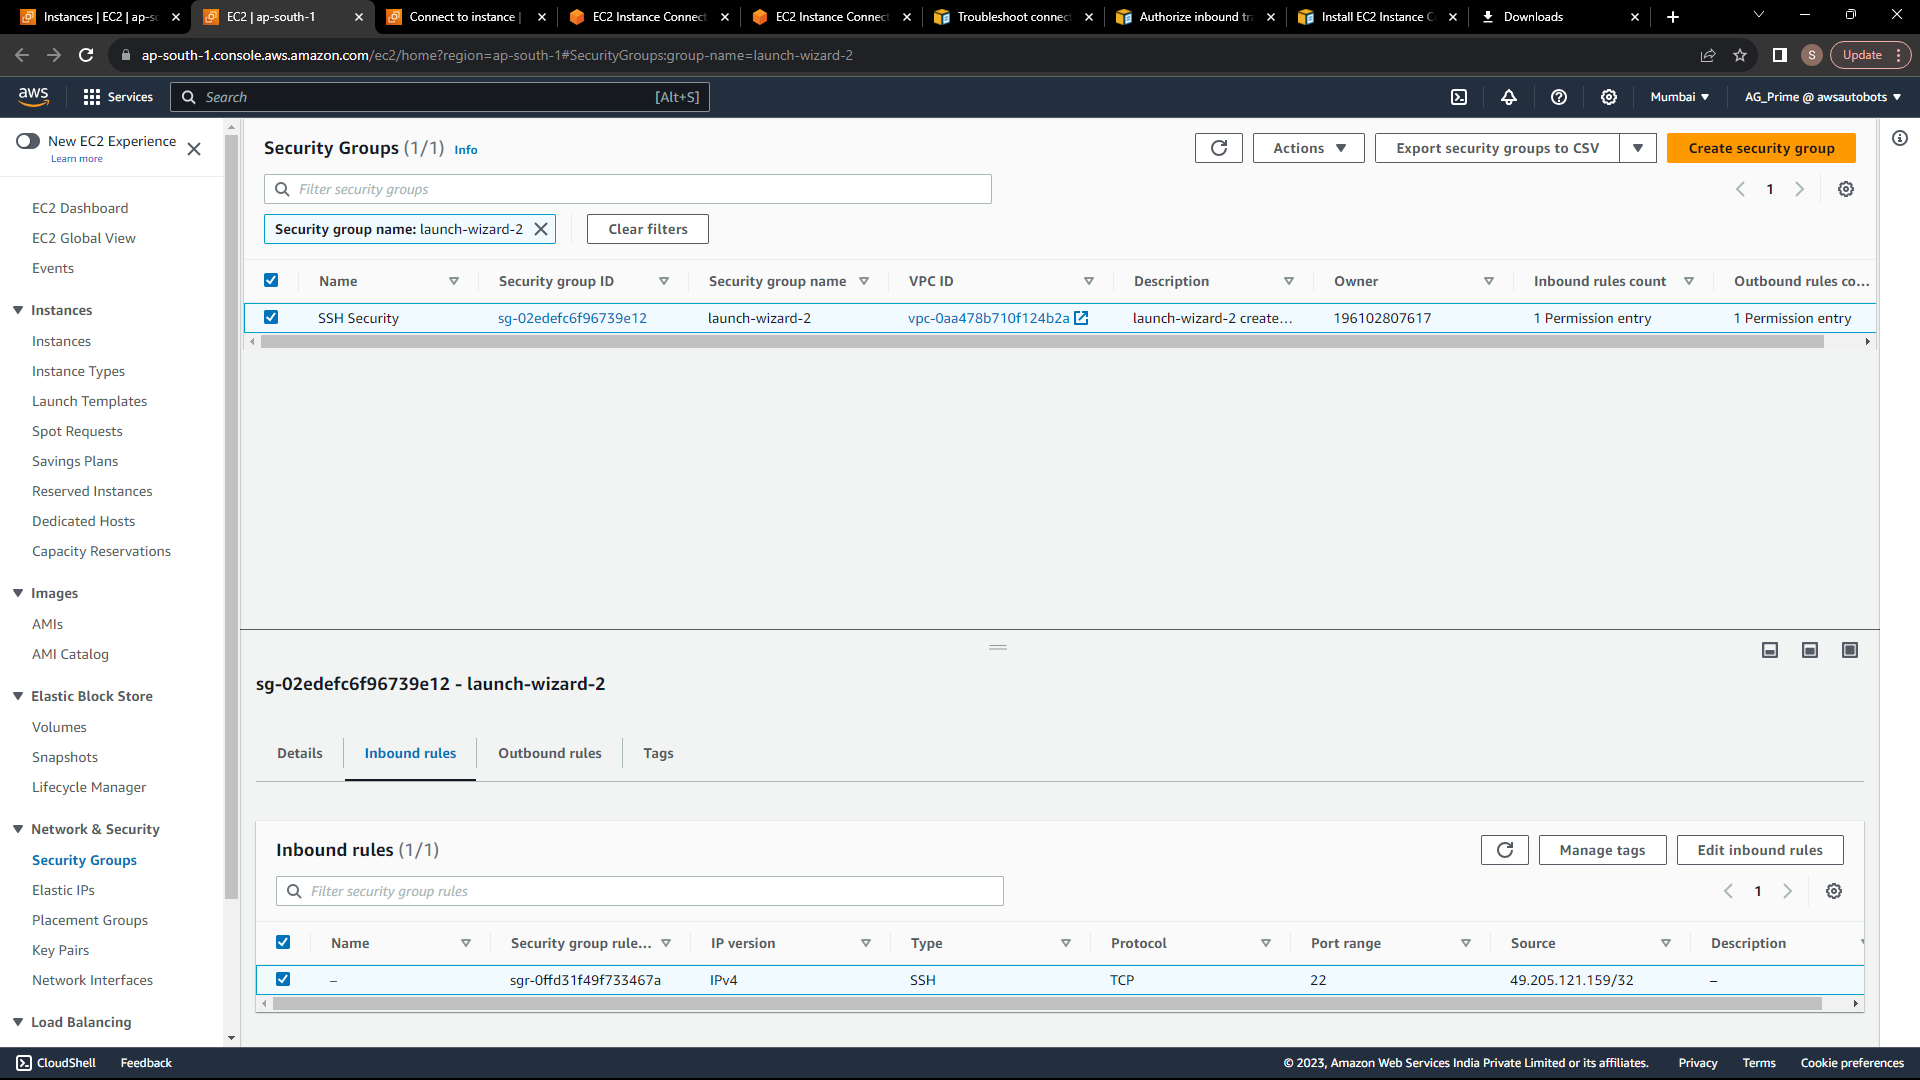 Instances | EC2 | ap-s
EC2 | ap-south-1
Connect to instance |
EC2 Instance Connect
EC2 Instance Connect
Troubleshoot connect
Authorize inbound tra
Install EC2 Instance C
Downloads
ap-south-1.console.aws.amazon.com/ec2/home?region=ap-south-1#SecurityGroups:group-name=launch-wizard-2
S
Update
aws
Services
Search
[Alt+S]
Mumbai
AG_Prime @ awsautobots
New EC2 Experience
Learn more
EC2 Dashboard
EC2 Global View
Events
Instances
Instances
Instance Types
Launch Templates
Spot Requests
Savings Plans
Reserved Instances
Dedicated Hosts
Capacity Reservations
Images
AMIs
AMI Catalog
Elastic Block Store
Volumes
Snapshots
Lifecycle Manager
Network & Security
Security Groups
Elastic IPs
Placement Groups
Key Pairs
Network Interfaces
Load Balancing
Security Groups (1/1) Info
Actions
Export security groups to CSV
Create security group
Filter security groups
1
Security group name: launch-wizard-2
Clear filters
Name
Security group ID
Security group name
VPC ID
Description
Owner
Inbound rules count
Outbound rules co...
SSH Security
sg-02edefc6f96739e12
launch-wizard-2
vpc-0aa478b710f124b2a
launch-wizard-2 create...
196102807617
1 Permission entry
1 Permission entry
sg-02edefc6f96739e12 - launch-wizard-2
Details
Inbound rules
Outbound rules
Tags
Inbound rules (1/1)
Manage tags
Edit inbound rules
Filter security group rules
1
Name
Security group rule...
IP version
Type
Protocol
Port range
Source
Description
–
sgr-0ffd31f49f733467a
IPv4
SSH
TCP
22
49.205.121.159/32
–
CloudShell
Feedback
© 2023, Amazon Web Services India Private Limited or its affiliates.
Privacy
Terms
Cookie preferences